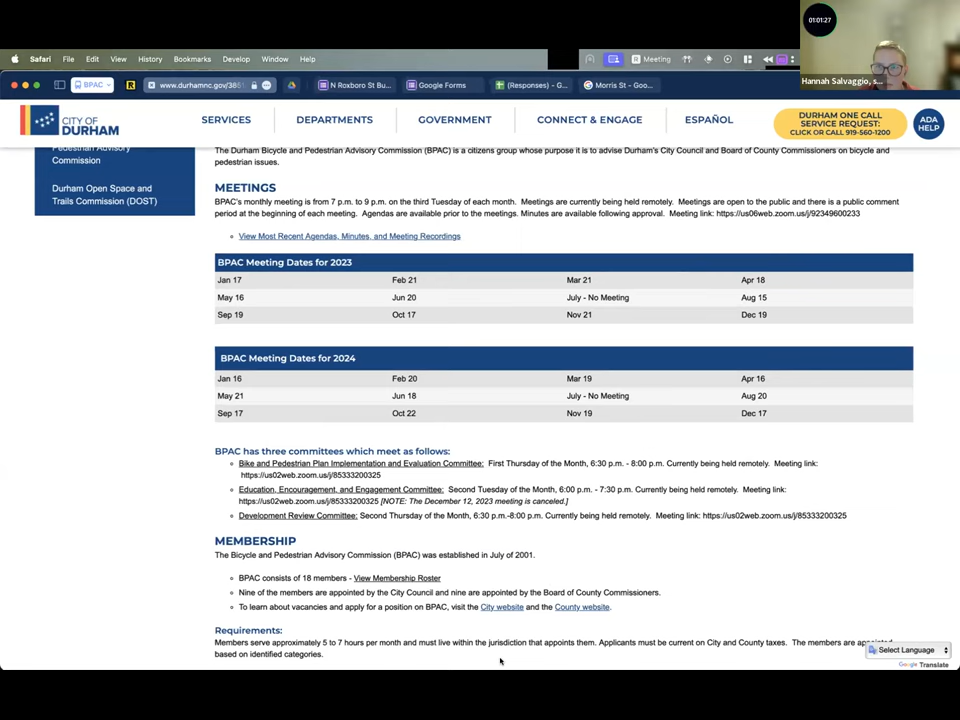 01:01:27
Hannah Salvaggio, s...
Safari File Edit View History Bookmarks Develop Window Help
Meeting
BPAC
www.durhamnc.gov/3861
N Roxboro St Bu...
Google Forms
(Responses) - G...
Morris St – Goo...
CITY OF
DURHAM
SERVICES
DEPARTMENTS
GOVERNMENT
CONNECT & ENGAGE
ESPAÑOL
DURHAM ONE CALL
SERVICE REQUEST:
CLICK OR CALL 919-560-1200
ADA
HELP
Pedestrian Advisory
Commission
Durham Open Space and
Trails Commission (DOST)
The Durham Bicycle and Pedestrian Advisory Commission (BPAC) is a citizens group whose purpose it is to advise Durham's City Council and Board of County Commissioners on bicycle and
pedestrian issues.
MEETINGS
BPAC's monthly meeting is from 7 p.m. to 9 p.m. on the third Tuesday of each month. Meetings are currently being held remotely. Meetings are open to the public and there is a public comment
period at the beginning of each meeting. Agendas are available prior to the meetings. Minutes are available following approval. Meeting link: https://us06web.zoom.us/j/92349600233
View Most Recent Agendas, Minutes, and Meeting Recordings
BPAC Meeting Dates for 2023
Jan 17 Feb 21 Mar 21 Apr 18
May 16 Jun 20 July - No Meeting Aug 15
Sep 19 Oct 17 Nov 21 Dec 19
BPAC Meeting Dates for 2024
Jan 16 Feb 20 Mar 19 Apr 16
May 21 Jun 18 July - No Meeting Aug 20
Sep 17 Oct 22 Nov 19 Dec 17
BPAC has three committees which meet as follows:
Bike and Pedestrian Plan Implementation and Evaluation Committee: First Thursday of the Month, 6:30 p.m. - 8:00 p.m. Currently being held remotely. Meeting link:
https://us02web.zoom.us/j/85333200325
Education, Encouragement, and Engagement Committee: Second Tuesday of the Month, 6:00 p.m. - 7:30 p.m. Currently being held remotely. Meeting link:
https://us02web.zoom.us/j/85333200325 [NOTE: The December 12, 2023 meeting is canceled.]
Development Review Committee: Second Thursday of the Month, 6:30 p.m.-8:00 p.m. Currently being held remotely. Meeting link: https://us02web.zoom.us/j/85333200325
MEMBERSHIP
The Bicycle and Pedestrian Advisory Commission (BPAC) was established in July of 2001.
BPAC consists of 18 members - View Membership Roster
Nine of the members are appointed by the City Council and nine are appointed by the Board of County Commissioners.
To learn about vacancies and apply for a position on BPAC, visit the City website and the County website.
Requirements:
Members serve approximately 5 to 7 hours per month and must live within the jurisdiction that appoints them. Applicants must be current on City and County taxes. The members are
based on identified categories.
Select Language
Google Translate